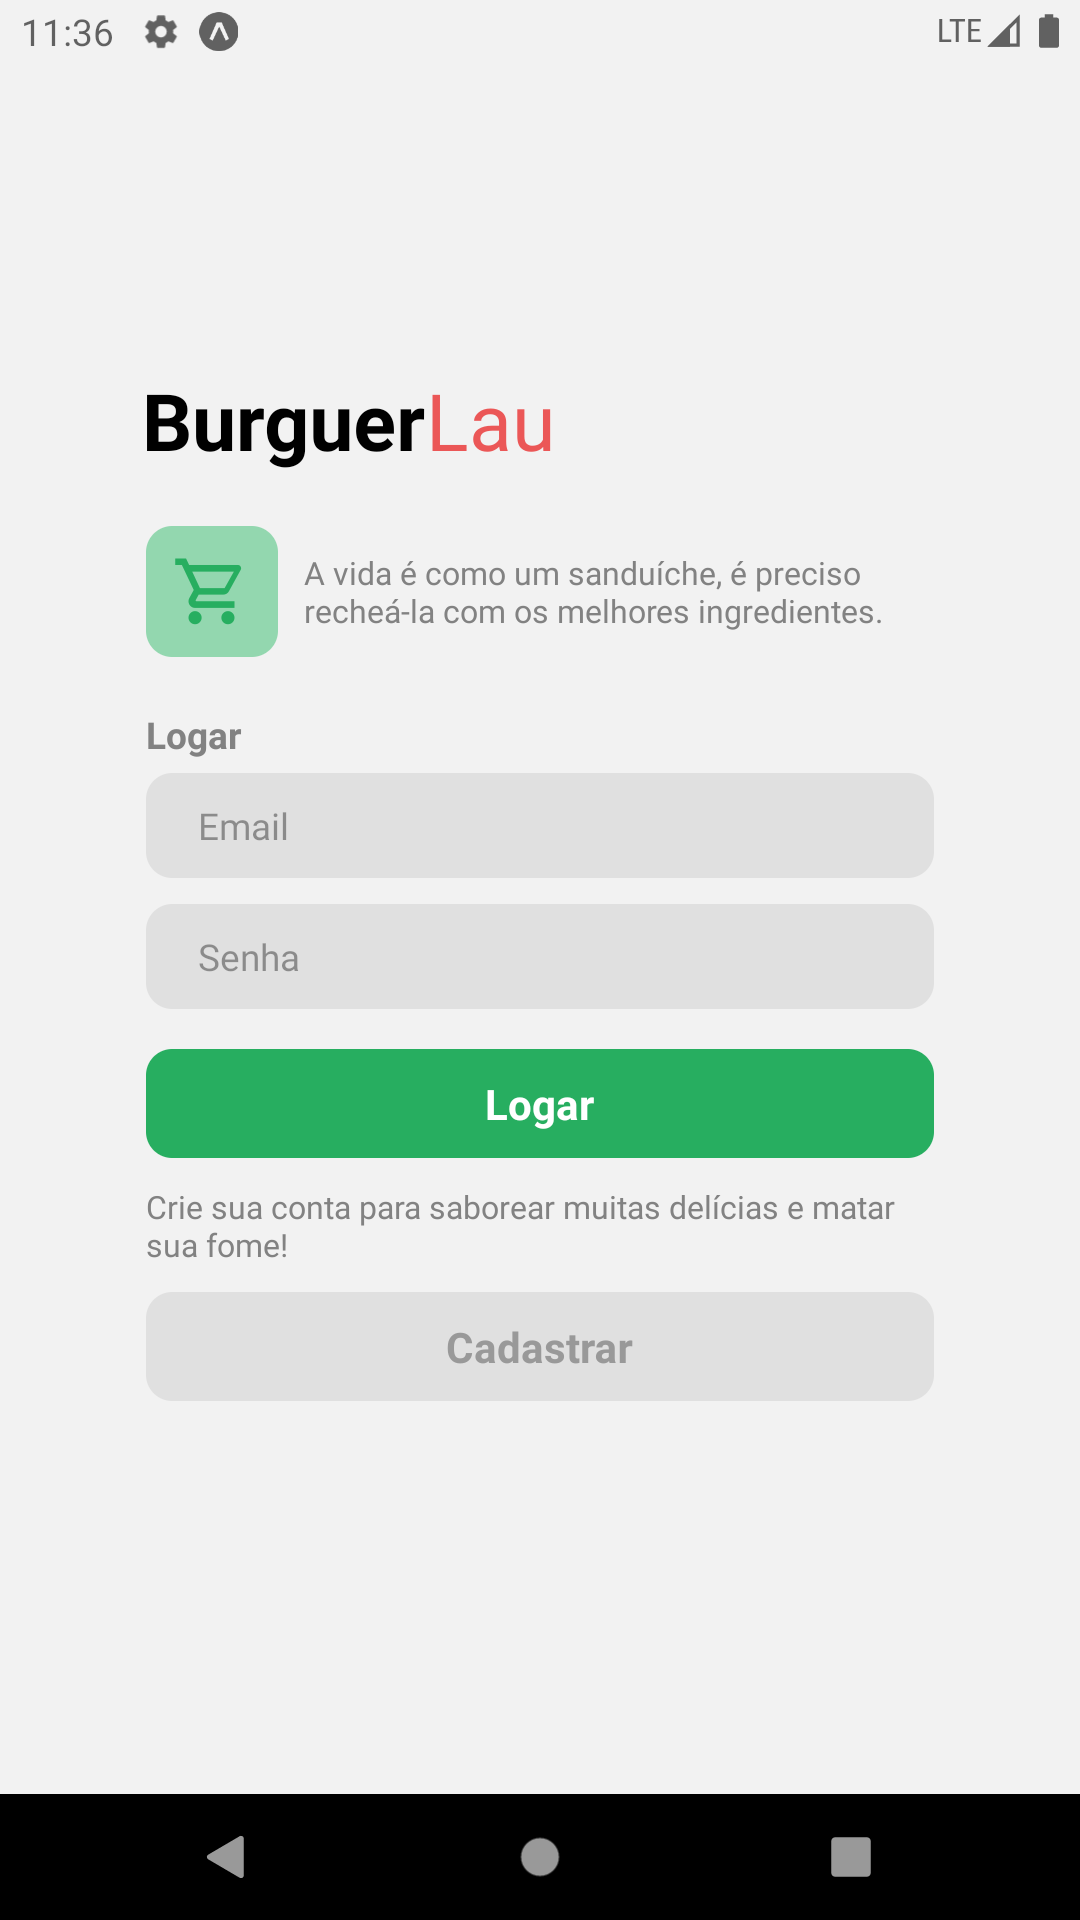 11:36 LTE
BurguerLau
A vida é como um sanduíche, é preciso
recheá-la com os melhores ingredientes.
Logar
Email
Senha
Logar
Crie sua conta para saborear muitas delícias e matar
sua fome!
Cadastrar